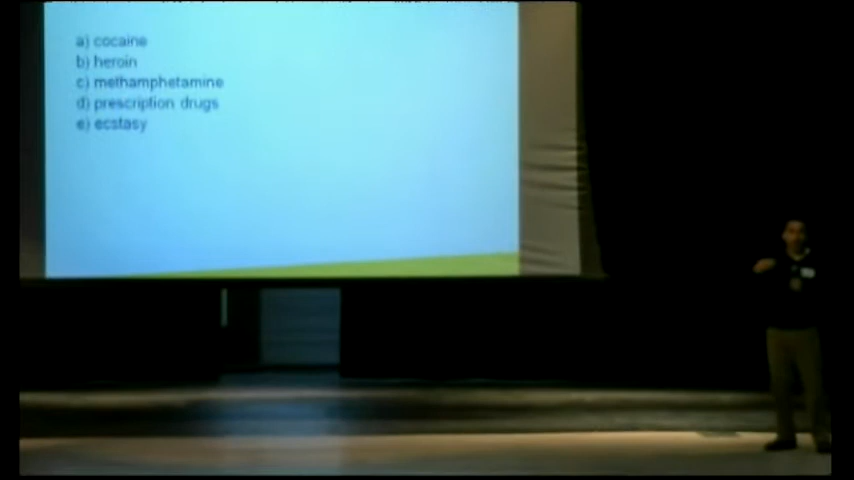 a) cocaine
b) heroin
c) methamphetamine
d) prescription drugs
e) ecstasy